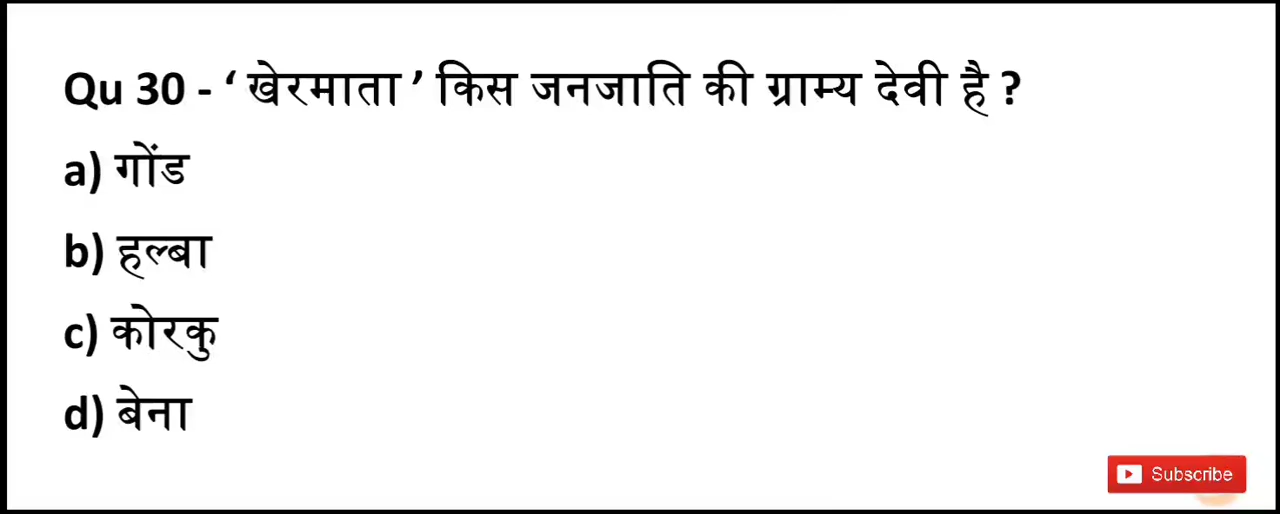 Qu 30 - ‘ खेरमाता ’ किस जनजाति की ग्राम्य देवी है ?
a) गोंड
b) हल्बा
c) कोरकु
d) बेना
Subscribe